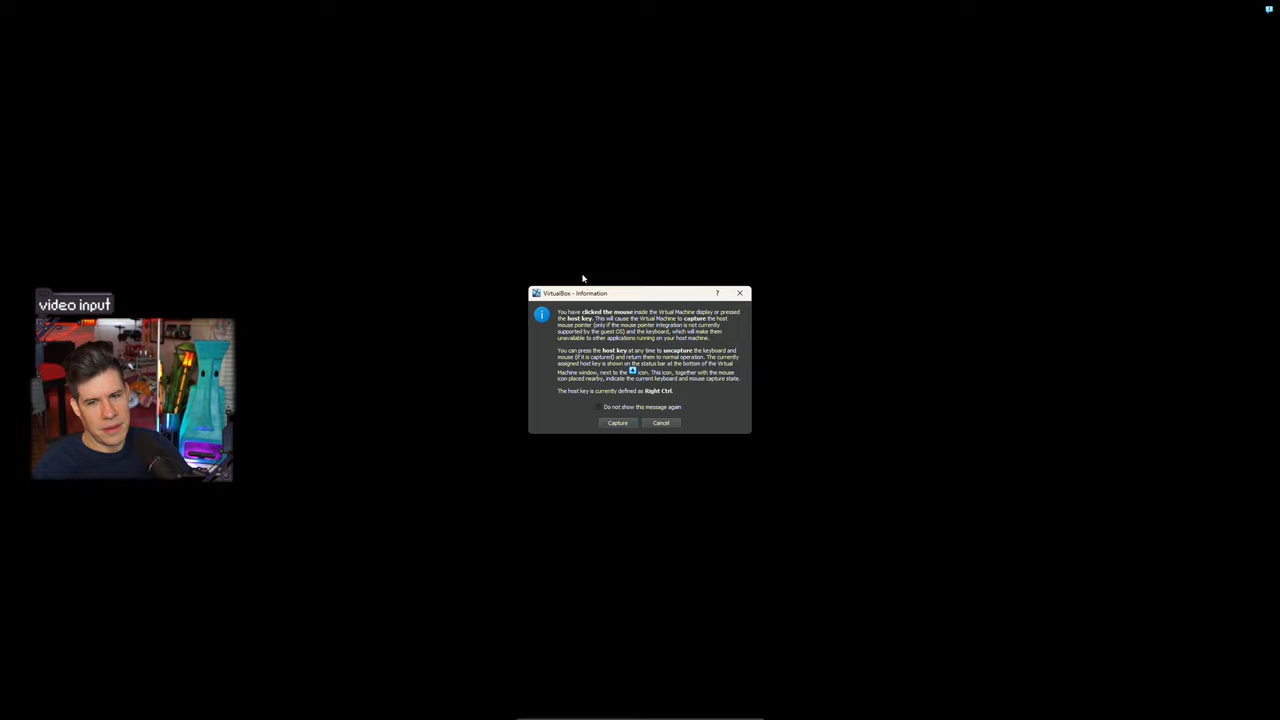 video input
VirtualBox - Information
You have clicked the mouse inside the Virtual Machine display or pressed
the host key. This will cause the Virtual Machine to capture the host
mouse pointer (only if the mouse pointer integration is not currently
supported by the guest OS) and the keyboard, which will make them
unavailable to other applications running on your host machine.
You can press the host key at any time to uncapture the keyboard and
mouse (if it is captured) and return them to normal operation. The currently
assigned host key is shown on the status bar at the bottom of the Virtual
Machine window, next to the icon. This icon, together with the mouse
icon placed nearby, indicate the current keyboard and mouse capture state.
The host key is currently defined as Right Ctrl.
Do not show this message again
Capture Cancel